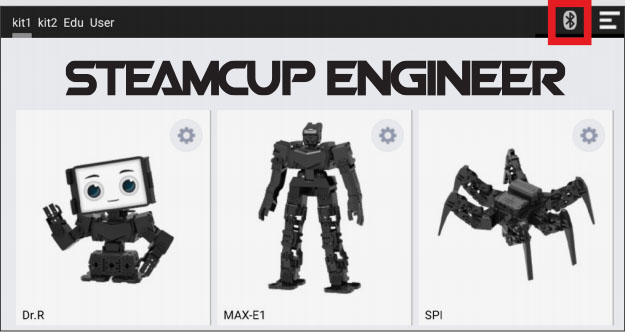 kit1 kit2 Edu User
STEAMCUP ENGINEER
Dr.R
MAX-E1
SPI